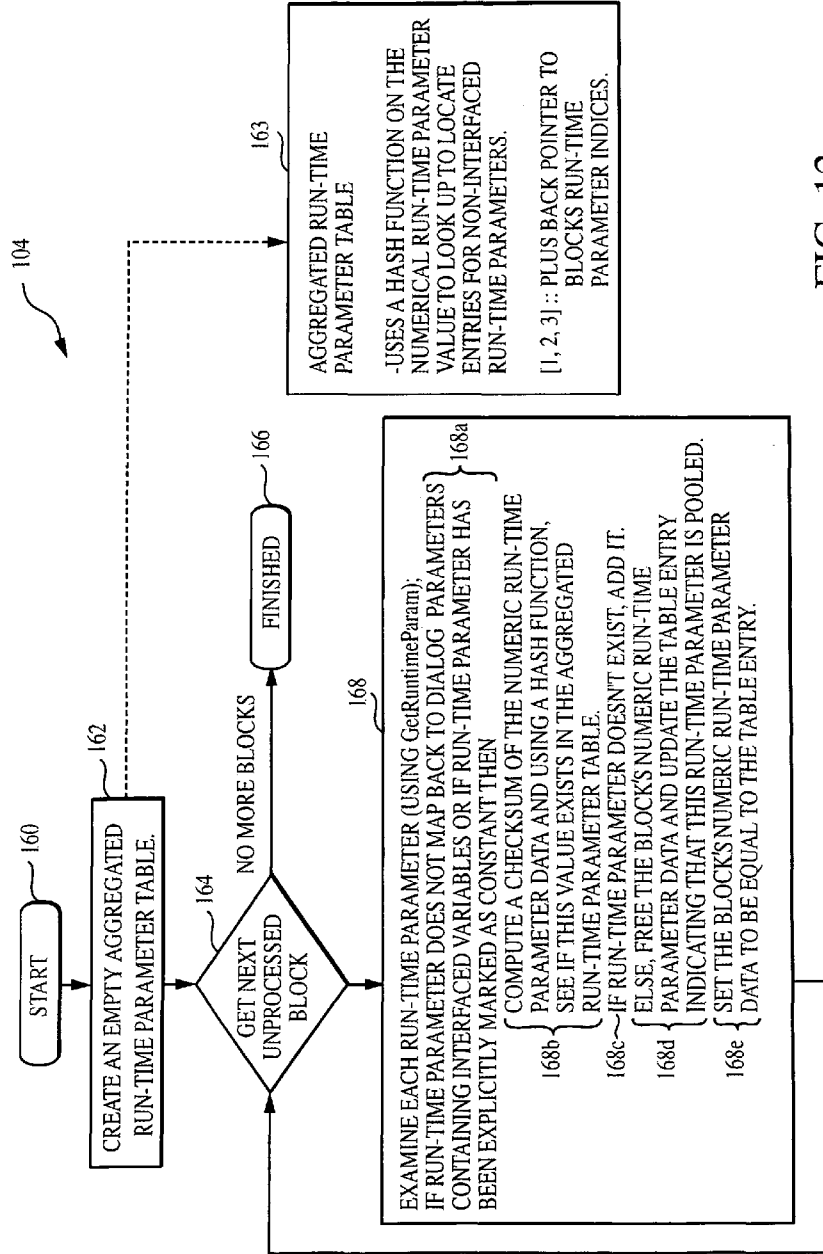 104
START
160
CREATE AN EMPTY AGGREGATED
RUN-TIME PARAMETER TABLE.
162
GET NEXT
UNPROCESSED
BLOCK
164
NO MORE BLOCKS
FINISHED
166
163
AGGREGATED RUN-TIME
PARAMETER TABLE
-USES A HASH FUNCTION ON THE
NUMERICAL RUN-TIME PARAMETER
VALUE TO LOOK UP TO LOCATE
ENTRIES FOR NON-INTERFACED
RUN-TIME PARAMETERS.
[1, 2, 3] :: PLUS BACK POINTER TO
BLOCKS RUN-TIME
PARAMETER INDICES.
168
EXAMINE EACH RUN-TIME PARAMETER (USING GetRuntimeParam);
IF RUN-TIME PARAMETER DOES NOT MAP BACK TO DIALOG PARAMETERS
CONTAINING INTERFACED VARIABLES OR IF RUN-TIME PARAMETER HAS
BEEN EXPLICITLY MARKED AS CONSTANT THEN
168a
COMPUTE A CHECKSUM OF THE NUMERIC RUN-TIME
PARAMETER DATA AND USING A HASH FUNCTION,
SEE IF THIS VALUE EXISTS IN THE AGGREGATED
RUN-TIME PARAMETER TABLE.
168b
168c IF RUN-TIME PARAMETER DOESN'T EXIST, ADD IT.
ELSE, FREE THE BLOCK'S NUMERIC RUN-TIME
PARAMETER DATA AND UPDATE THE TABLE ENTRY
INDICATING THAT THIS RUN-TIME PARAMETER IS POOLED.
168d
SET THE BLOCK'S NUMERIC RUN-TIME PARAMETER
DATA TO BE EQUAL TO THE TABLE ENTRY.
168e